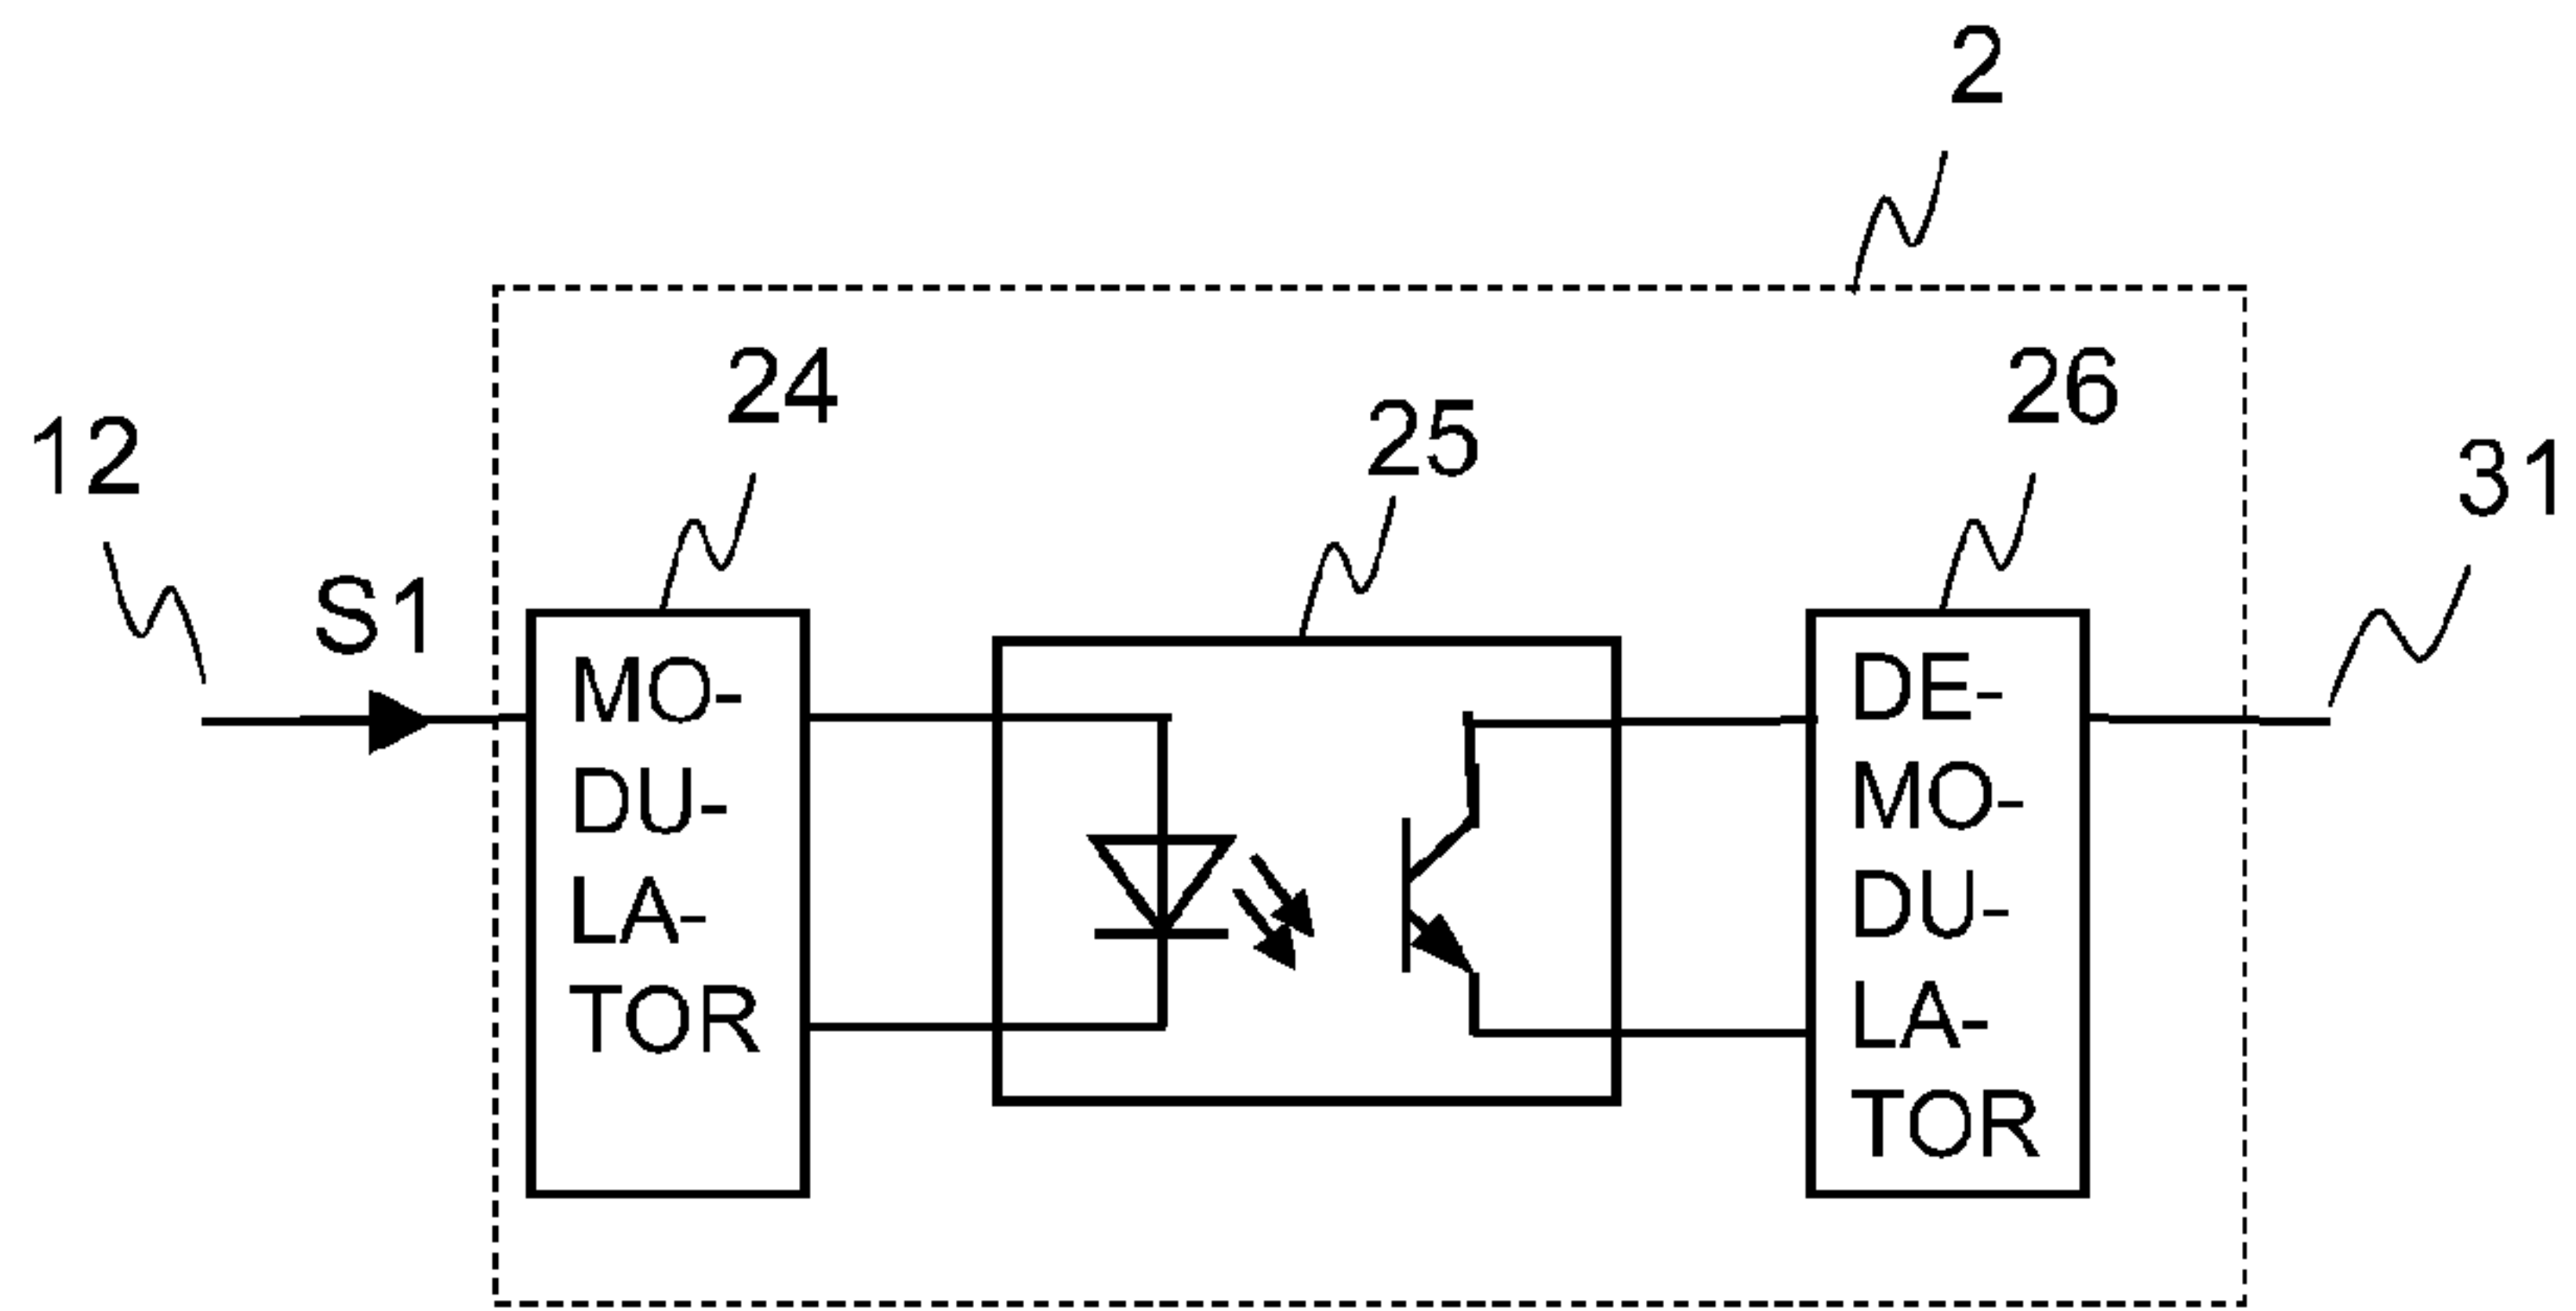 2
24
26
25
12
31
S1
MO-
DU-
LA-
TOR
DE-
MO-
DU-
LA-
TOR